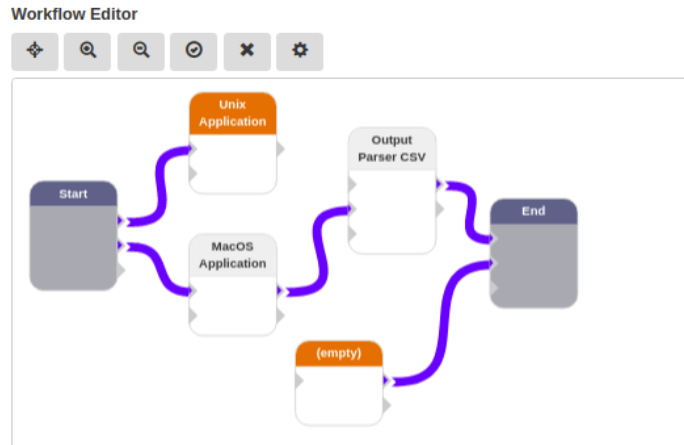 Workflow Editor
Unix
Application
Output
Parser CSV
Start
End
MacOS
Application
(empty)